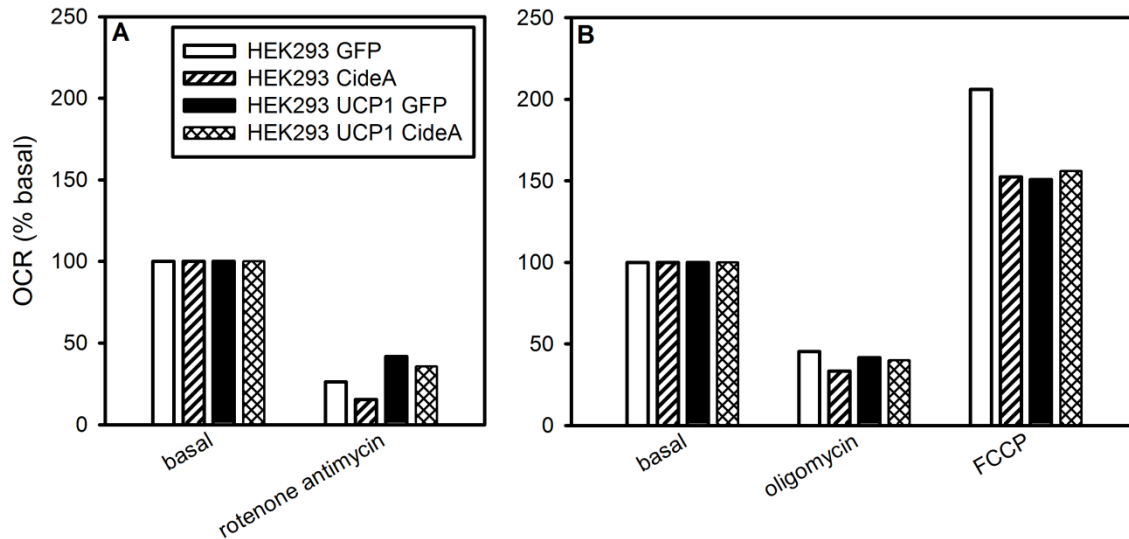 A
250
200
150
100
50
0
OCR (% basal)
HEK293 GFP
HEK293 CideA
HEK293 UCP1 GFP
HEK293 UCP1 CideA
basal
rotenone antimycin
B
250
200
150
100
50
0
basal
oligomycin
FCCP